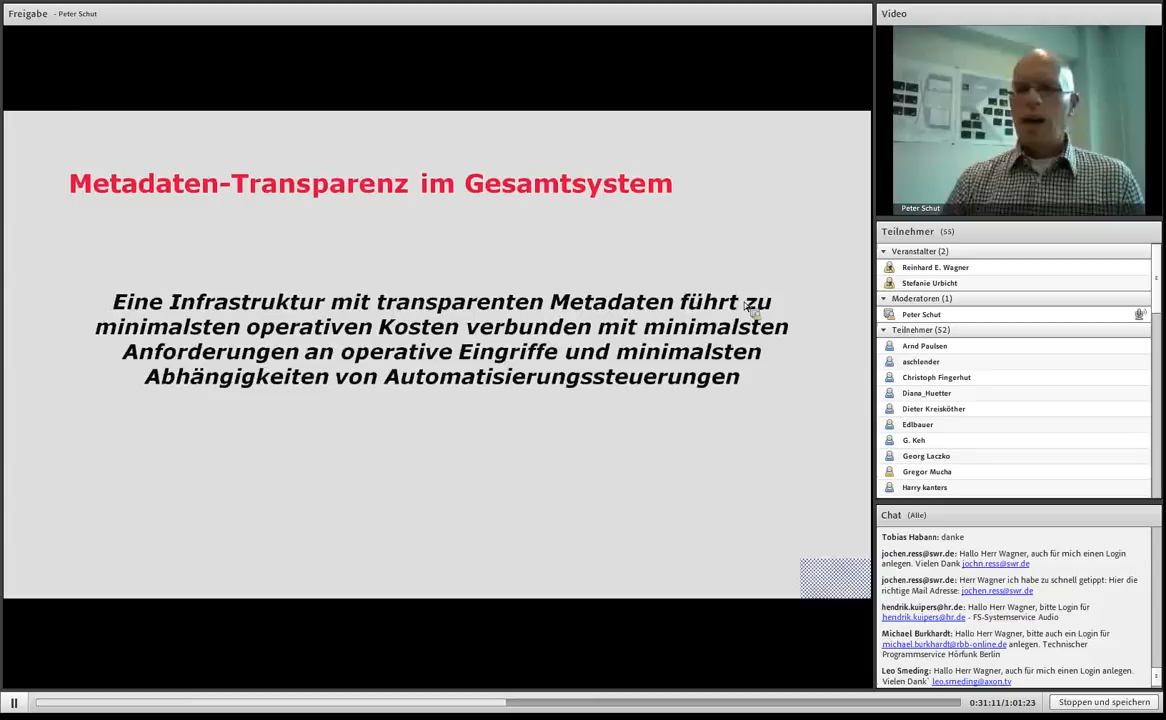 Freigabe - Peter Schut
Metadaten-Transparenz im Gesamtsystem
Eine Infrastruktur mit transparenten Metadaten führt zu
minimalsten operativen Kosten verbunden mit minimalsten
Anforderungen an operative Eingriffe und minimalsten
Abhängigkeiten von Automatisierungssteuerungen
Video
Peter Schut
Teilnehmer (55)
Veranstalter (2)
Reinhard E. Wagner
Stefanie Urbicht
Moderatoren (1)
Peter Schut
Teilnehmer (52)
Arnd Paulsen
aschlender
Christoph Fingerhut
Diana_Huetter
Dieter Kreisköther
Edlbauer
G. Keh
Georg Laczko
Gregor Mucha
Harry kanters
Chat (Alle)
Tobias Habann: danke
jochen.ress@swr.de: Hallo Herr Wagner, auch für mich einen Login
anlegen. Vielen Dank jochn.ress@swr.de
jochen.ress@swr.de: Herr Wagner ich habe zu schnell getippt: Hier die
richtige Mail Adresse: jochen.ress@swr.de
hendrik.kuipers@hr.de: Hallo Herr Wagner, bitte Login für
hendrik.kuipers@hr.de - FS-Systemservice Audio
Michael Burkhardt: Hallo Herr Wagner, bitte auch ein Login für
michael.burkhardt@rbb-online.de anlegen. Technischer
Programmservice Hörfunk Berlin
Leo Smeding: Hallo Herr Wagner, auch für mich einen Login anlegen.
Vielen Dank` leo.smeding@axon.tv
0:31:11/1:01:23
Stoppen und speichern